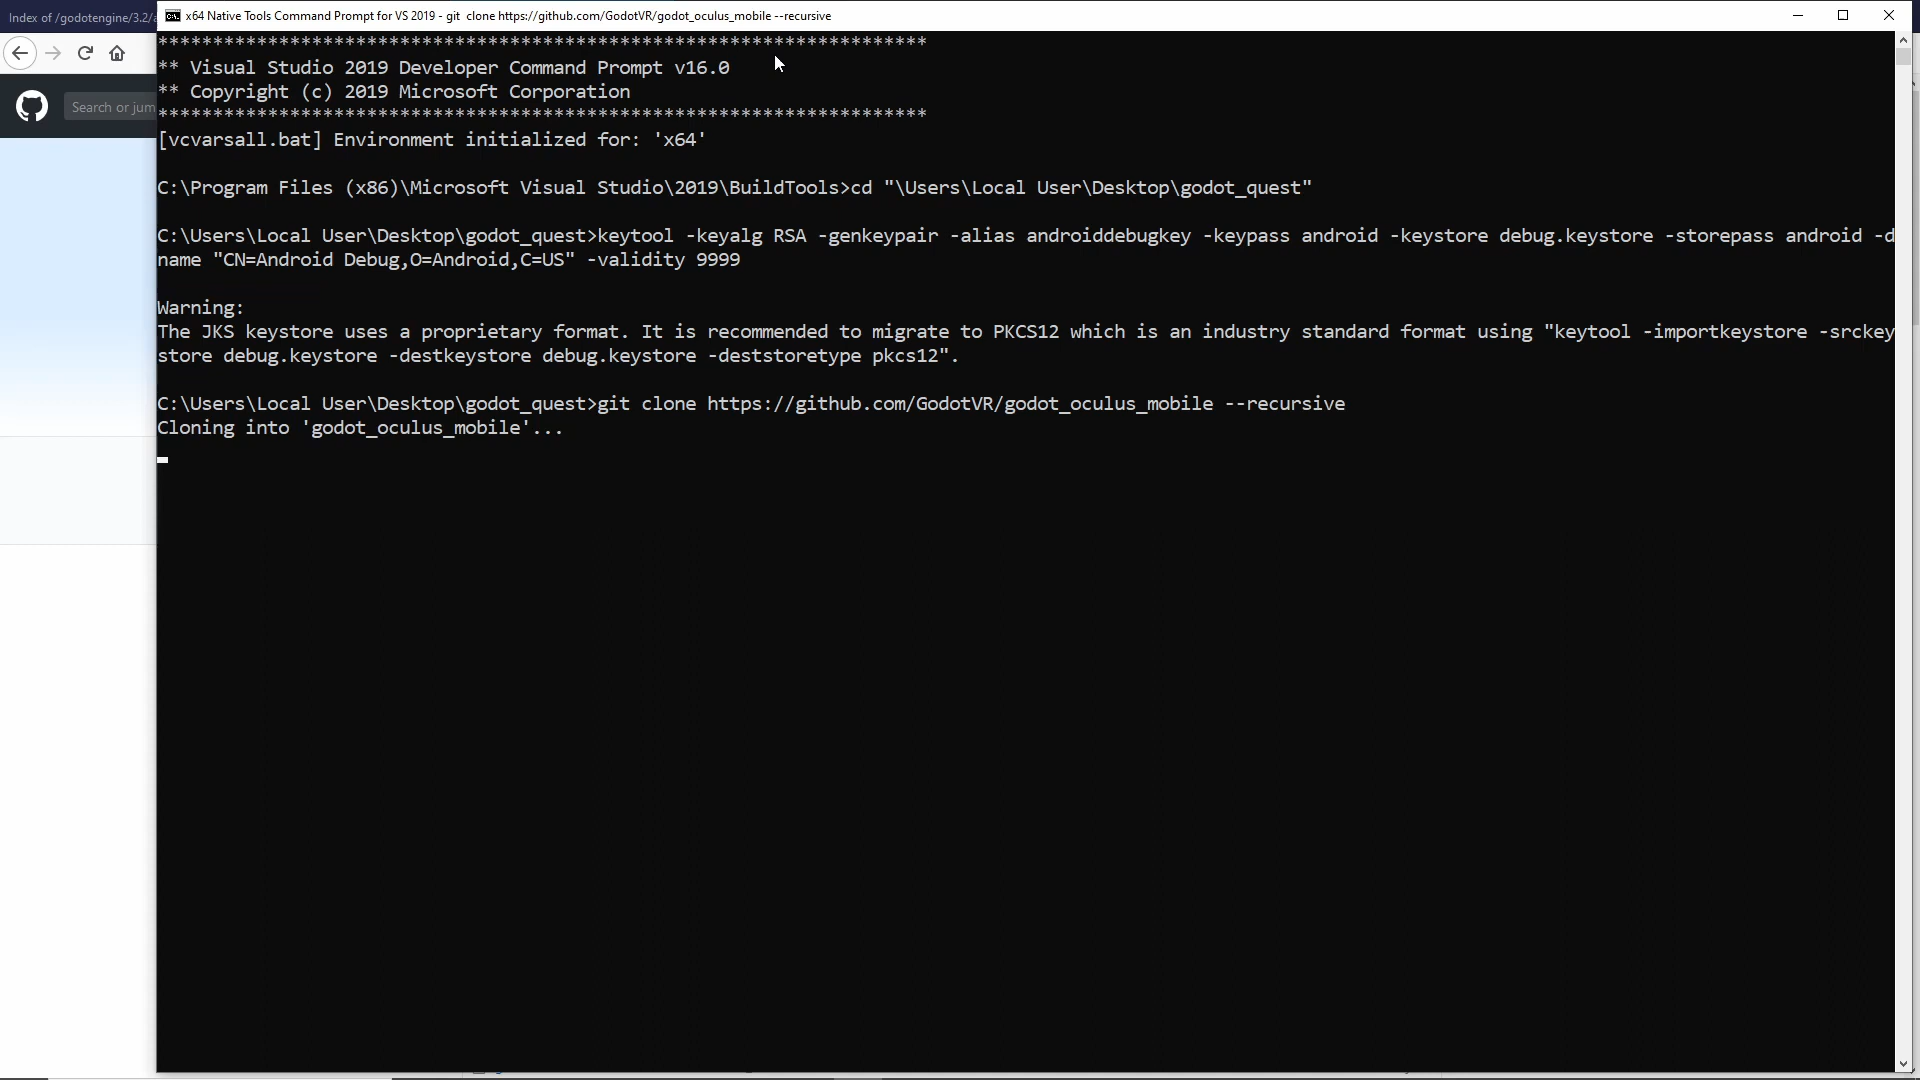 Index of /godotengine/3.2/
x64 Native Tools Command Prompt for VS 2019 - git  clone https://github.com/GodotVR/godot_oculus_mobile --recursive
Search or jum
**********************************************************************
** Visual Studio 2019 Developer Command Prompt v16.0
** Copyright (c) 2019 Microsoft Corporation
**********************************************************************
[vcvarsall.bat] Environment initialized for: 'x64'
C:\Program Files (x86)\Microsoft Visual Studio\2019\BuildTools>cd "\Users\Local User\Desktop\godot_quest"
C:\Users\Local User\Desktop\godot_quest>keytool -keyalg RSA -genkeypair -alias androiddebugkey -keypass android -keystore debug.keystore -storepass android -d
name "CN=Android Debug,O=Android,C=US" -validity 9999
Warning:
The JKS keystore uses a proprietary format. It is recommended to migrate to PKCS12 which is an industry standard format using "keytool -importkeystore -srckey
store debug.keystore -destkeystore debug.keystore -deststoretype pkcs12".
C:\Users\Local User\Desktop\godot_quest>git clone https://github.com/GodotVR/godot_oculus_mobile --recursive
Cloning into 'godot_oculus_mobile'...